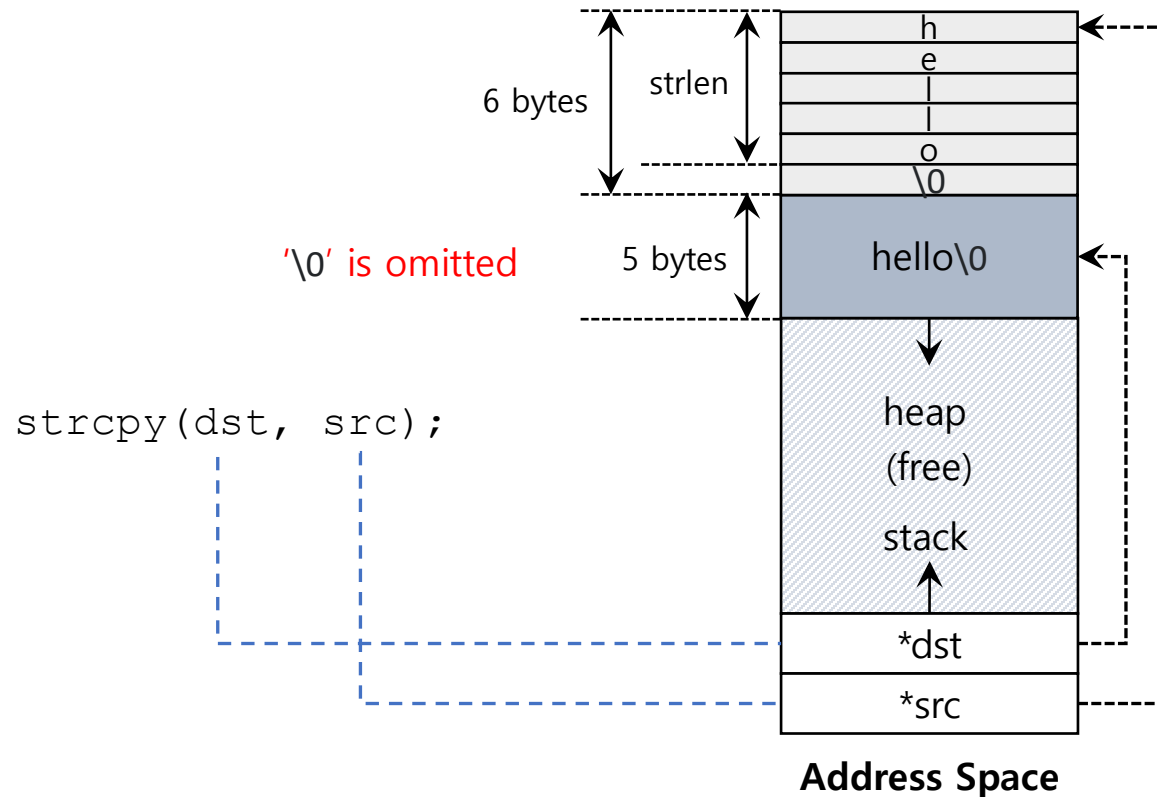 h
e
l
l
o
\0
6 bytes
strlen
'\0' is omitted
5 bytes
hello\0
strcpy(dst, src);
heap
(free)
stack
*dst
*src
Address Space